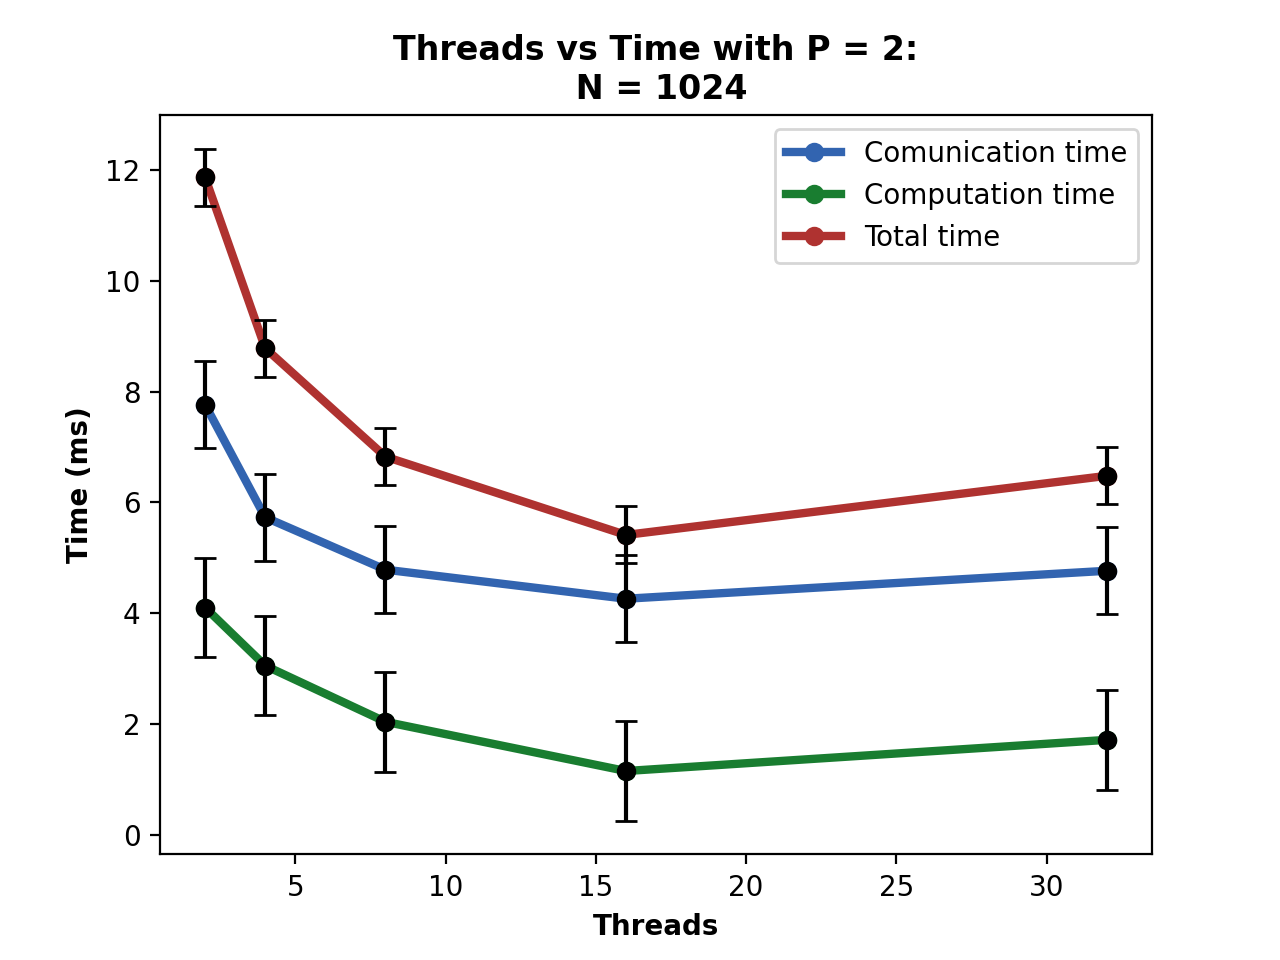 Threads vs Time with P = 2:
N = 1024
Comunication time
Computation time
Total time
Time (ms)
12
10
8
6
4
2
0
5
10
15
20
25
30
Threads